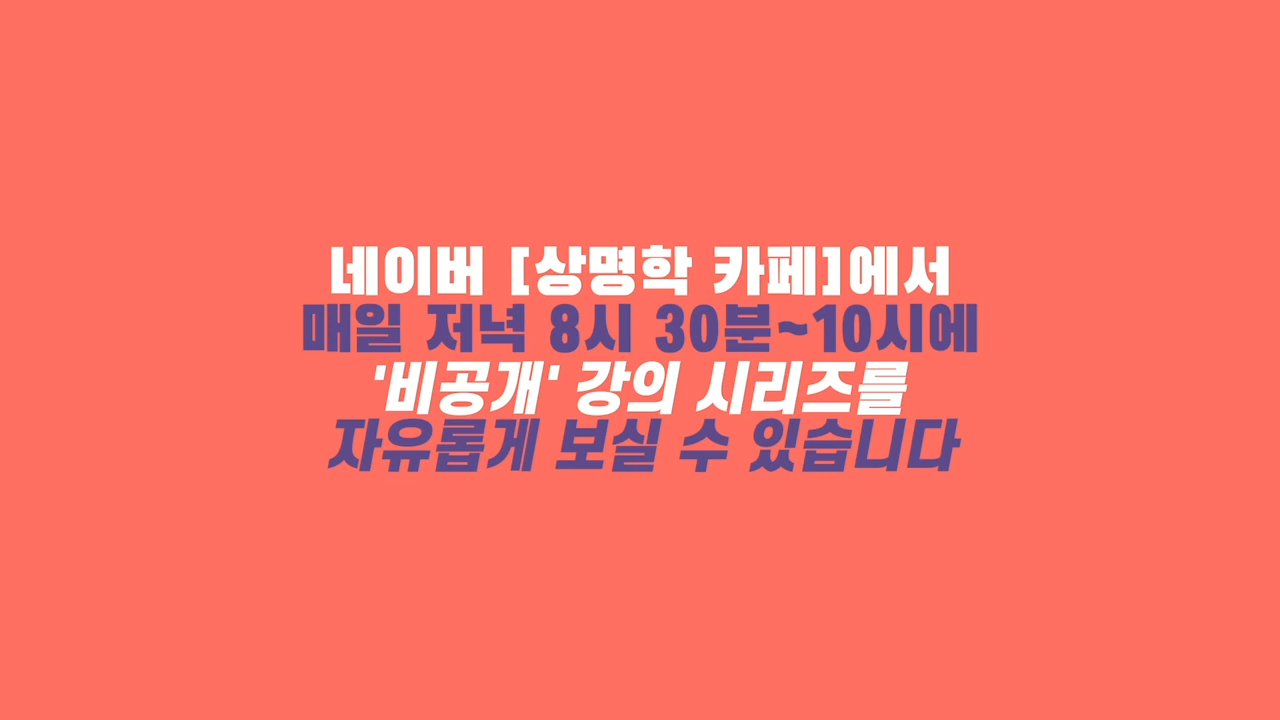 네이버 [상명학 카페]에서
매일 저녁 8시 30분~10시에
'비공개' 강의 시리즈를
자유롭게 보실 수 있습니다